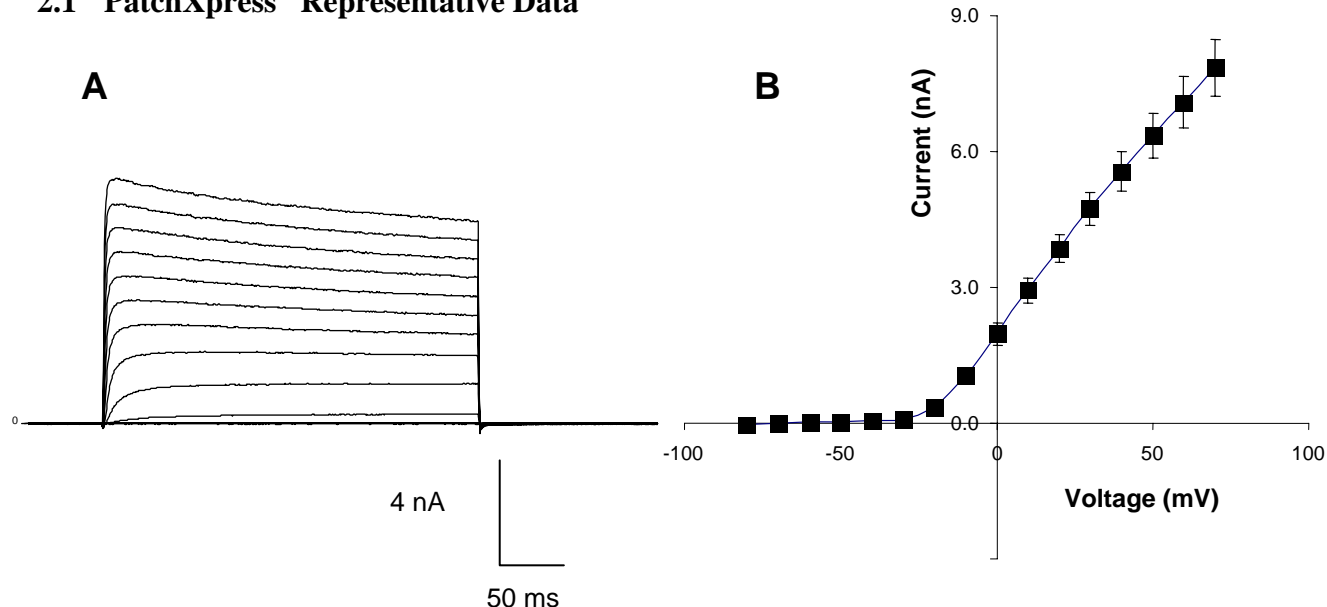 2.1 PatchXpress Representative Data
A
0
4 nA
50 ms
B
Current (nA)
9.0
6.0
3.0
0.0
-100
-50
0
50
100
Voltage (mV)